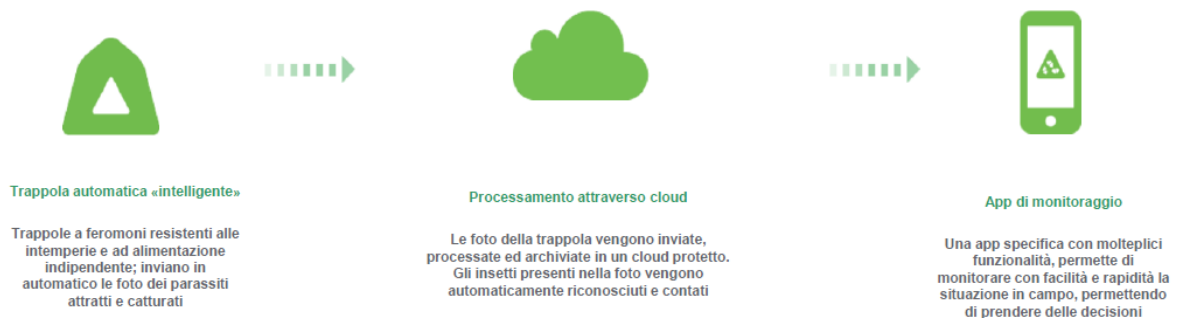 Trappola automatica «intelligente»
Trappole a feromoni resistenti alle
intemperie e ad alimentazione
indipendente; inviano in
automatico le foto dei parassiti
attratti e catturati
Processamento attraverso cloud
Le foto della trappola vengono inviate,
processate ed archiviate in un cloud protetto.
Gli insetti presenti nella foto vengono
automaticamente riconosciuti e contati
App di monitoraggio
Una app specifica con molteplici
funzionalità, permette di
monitorare con facilità e rapidità la
situazione in campo, permettendo
di prendere delle decisioni